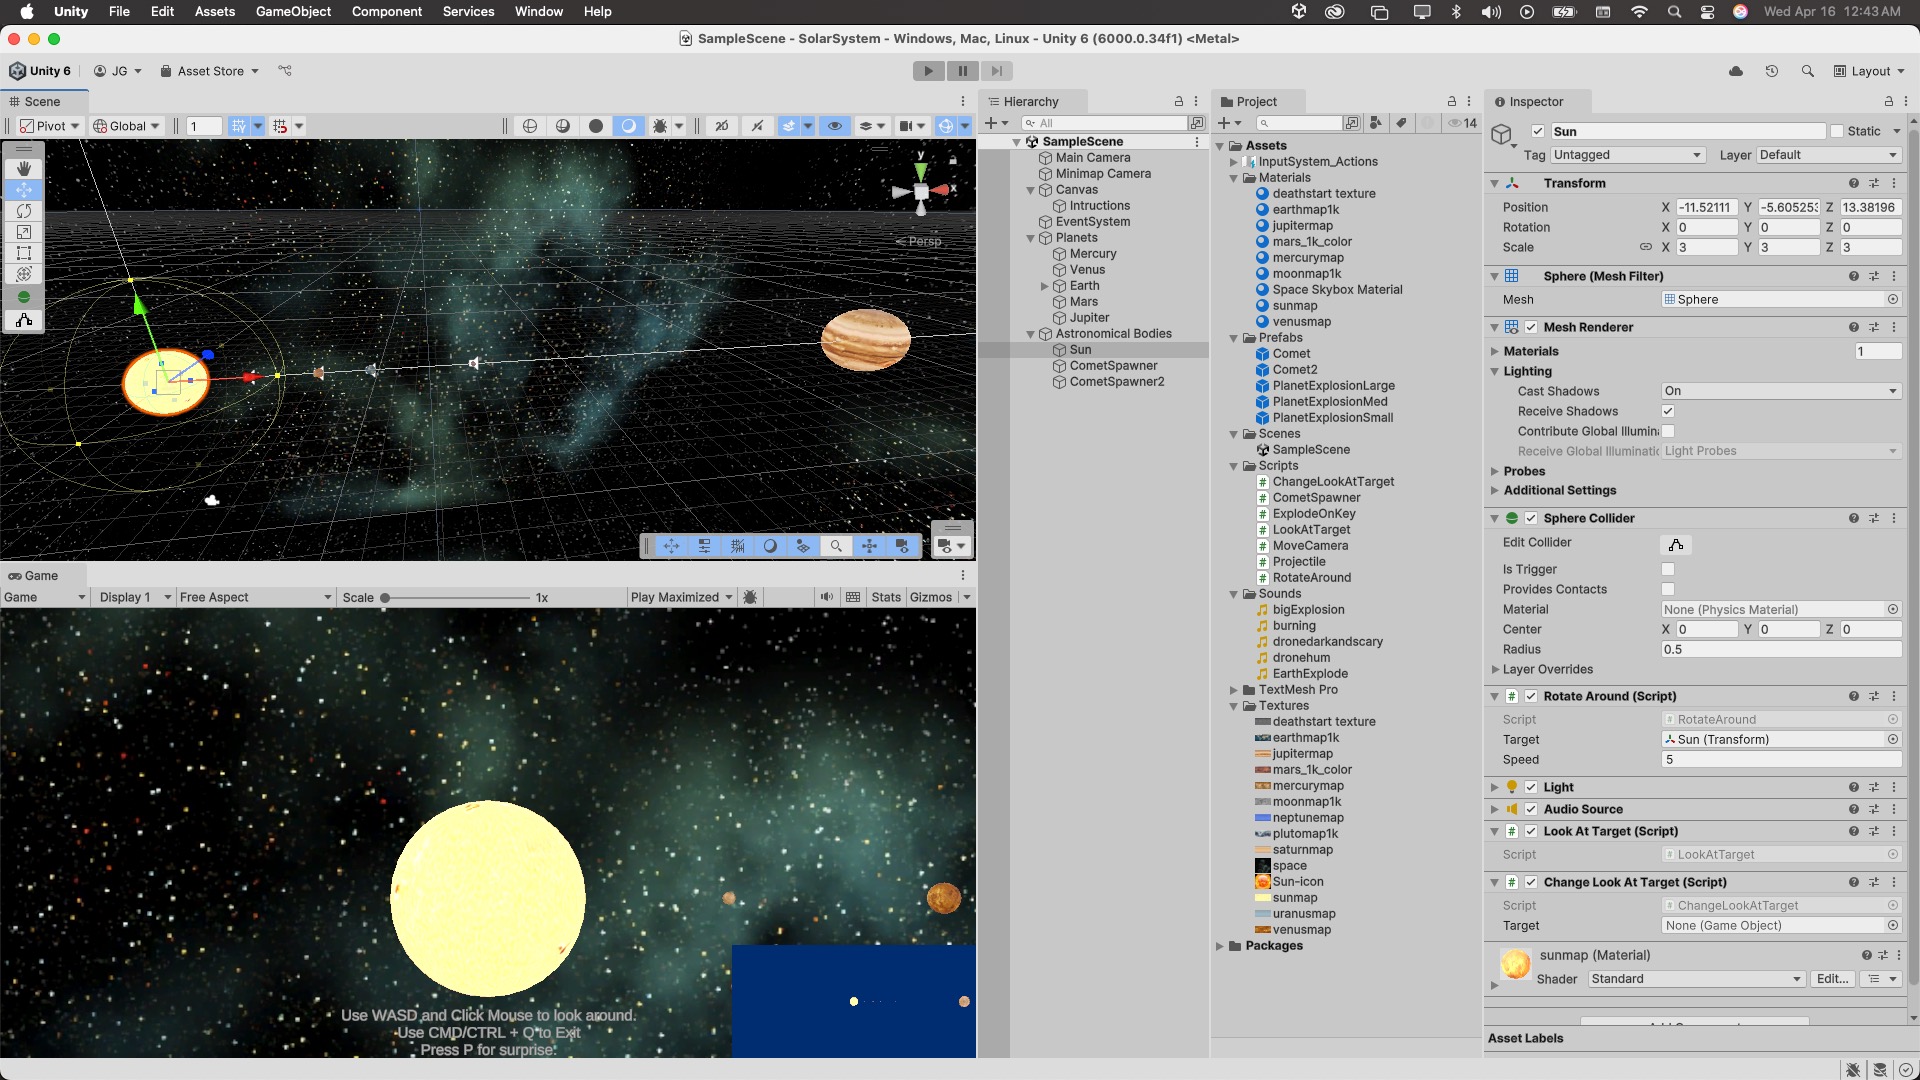 Unity File Edit Assets GameObject Component Services Window Help Wed Apr 16 12:43 AM
SampleScene - SolarSystem - Windows, Mac, Linux - Unity 6 (6000.0.34f1) <Metal>
Unity 6 JG Asset Store Layout
Scene
Pivot Global 1 2D
y
x
< Persp
Game
Game Display 1 Free Aspect Scale 1x Play Maximized Stats Gizmos
Use WASD and Click Mouse to look around.
Use CMD/CTRL + Q to Exit
Press P for surprise.
Hierarchy
All
SampleScene
Main Camera
Minimap Camera
Canvas
Intructions
EventSystem
Planets
Mercury
Venus
Earth
Mars
Jupiter
Astronomical Bodies
Sun
CometSpawner
CometSpawner2
Project
14
Assets
InputSystem_Actions
Materials
deathstart texture
earthmap1k
jupitermap
mars_1k_color
mercurymap
moonmap1k
Space Skybox Material
sunmap
venusmap
Prefabs
Comet
Comet2
PlanetExplosionLarge
PlanetExplosionMed
PlanetExplosionSmall
Scenes
SampleScene
Scripts
ChangeLookAtTarget
CometSpawner
ExplodeOnKey
LookAtTarget
MoveCamera
Projectile
RotateAround
Sounds
bigExplosion
burning
dronedarkandscary
dronehum
EarthExplode
TextMesh Pro
Textures
deathstart texture
earthmap1k
jupitermap
mars_1k_color
mercurymap
moonmap1k
neptunemap
plutomap1k
saturnmap
space
Sun-icon
sunmap
uranusmap
venusmap
Packages
Inspector
Sun Static
Tag Untagged Layer Default
Transform
Position X -11.52111 Y -5.605253 Z 13.38196
Rotation X 0 Y 0 Z 0
Scale X 3 Y 3 Z 3
Sphere (Mesh Filter)
Mesh Sphere
Mesh Renderer
Materials 1
Lighting
Cast Shadows On
Receive Shadows
Contribute Global Illumin
Receive Global Illuminatic Light Probes
Probes
Additional Settings
Sphere Collider
Edit Collider
Is Trigger
Provides Contacts
Material None (Physics Material)
Center X 0 Y 0 Z 0
Radius 0.5
Layer Overrides
Rotate Around (Script)
Script RotateAround
Target Sun (Transform)
Speed 5
Light
Audio Source
Look At Target (Script)
Script LookAtTarget
Change Look At Target (Script)
Script ChangeLookAtTarget
Target None (Game Object)
sunmap (Material)
Shader Standard Edit...
Asset Labels